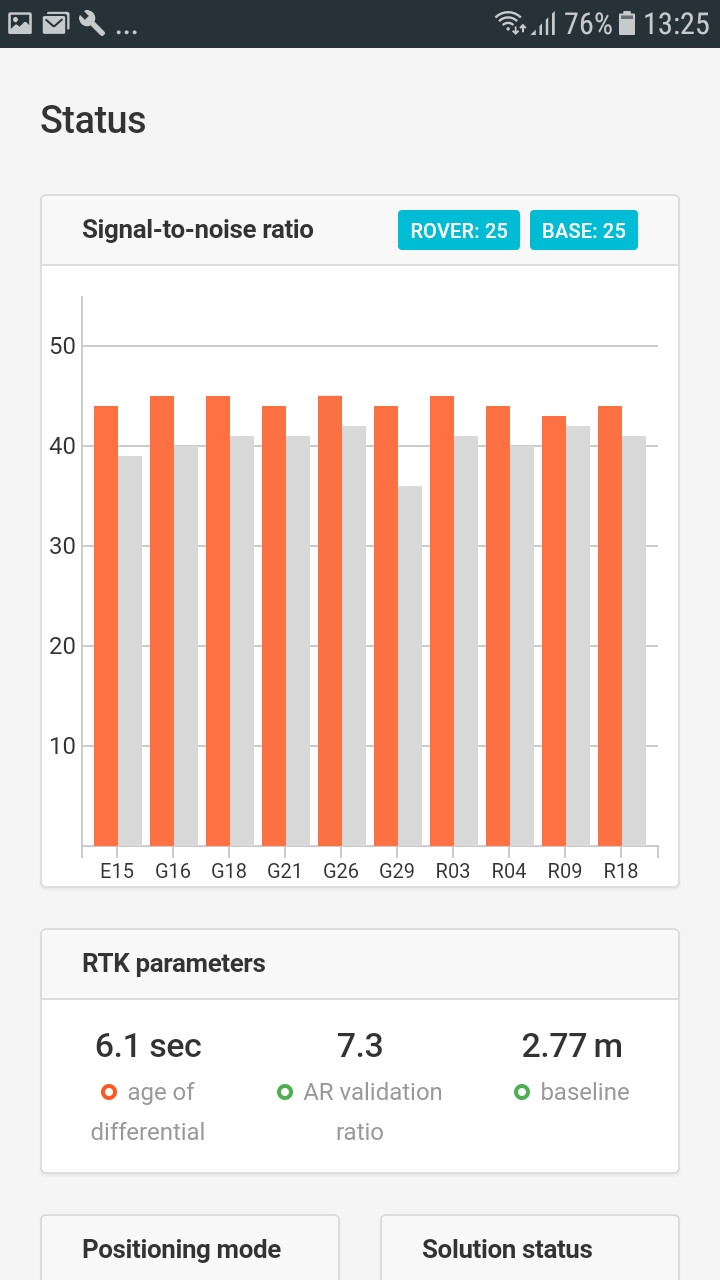 ... 76% 13:25
Status
Signal-to-noise ratio ROVER: 25 BASE: 25
50
40
30
20
10
E15 G16 G18 G21 G26 G29 R03 R04 R09 R18
RTK parameters
6.1 sec 7.3 2.77 m
age of AR validation baseline
differential ratio
Positioning mode Solution status